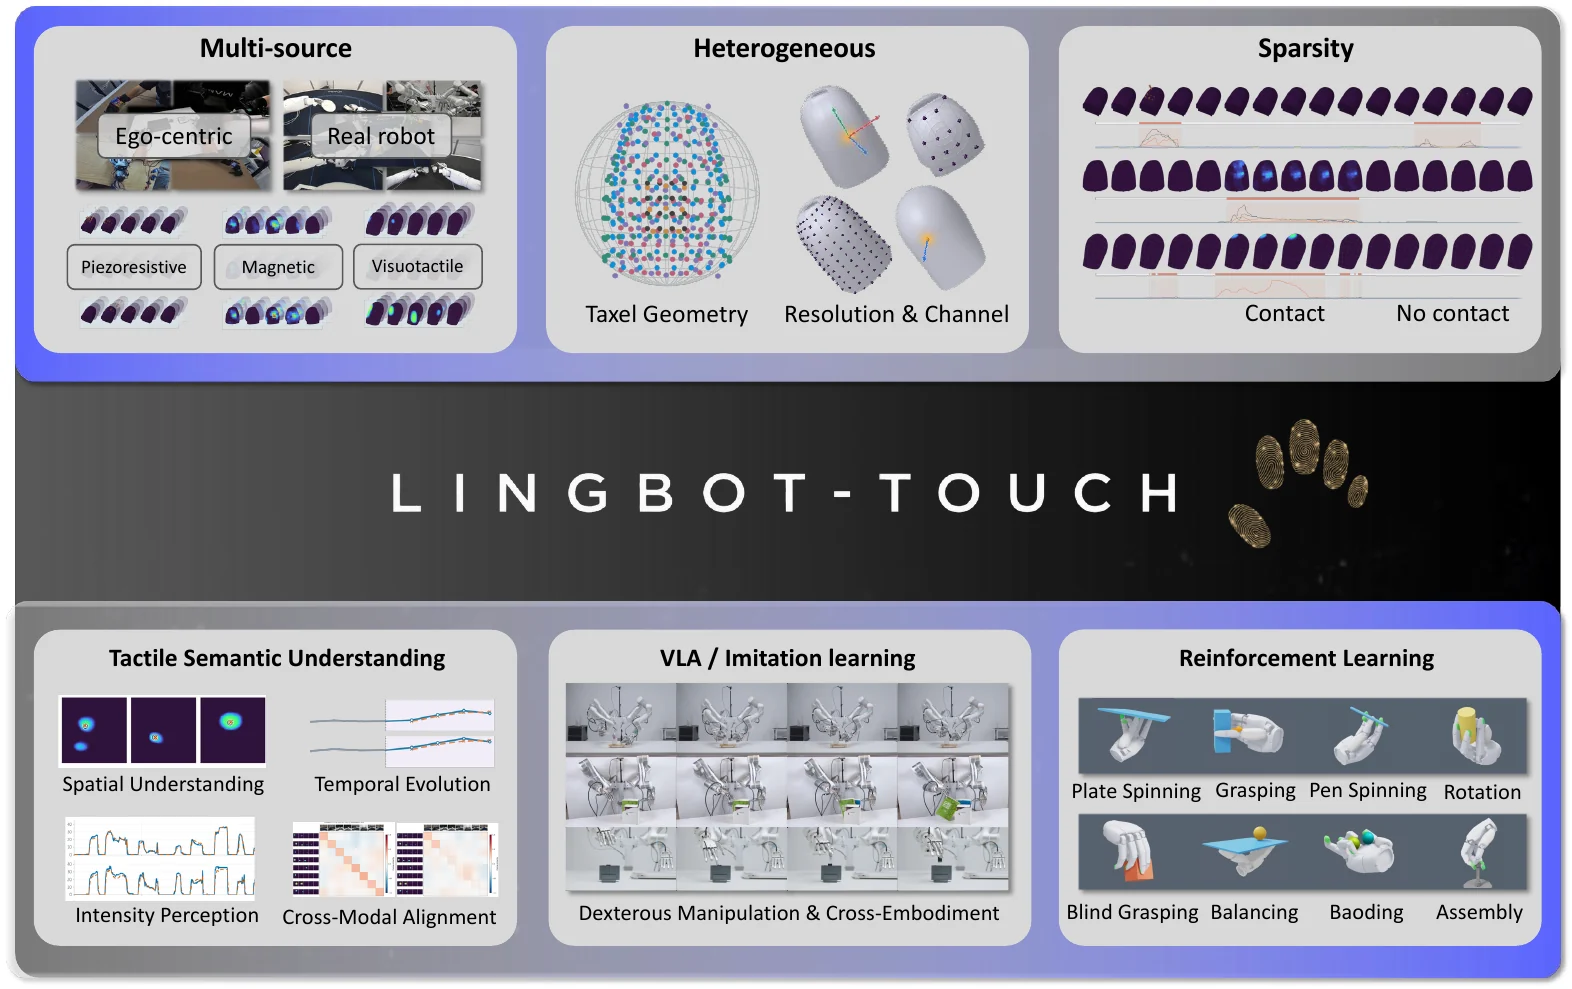 Multi-source
Ego-centric
Real robot
Piezoresistive
Magnetic
Visuotactile
Heterogeneous
Taxel Geometry
Resolution & Channel
Sparsity
Contact
No contact
LINGBOT-TOUCH
Tactile Semantic Understanding
Spatial Understanding
Temporal Evolution
Intensity Perception
Cross-Modal Alignment
VLA / Imitation learning
Dexterous Manipulation & Cross-Embodiment
Reinforcement Learning
Plate Spinning
Grasping
Pen Spinning
Rotation
Blind Grasping
Balancing
Baoding
Assembly